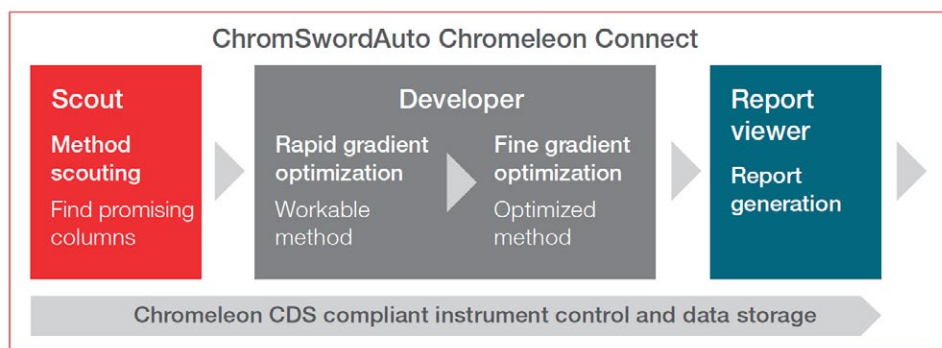 ChromSwordAuto Chromeleon Connect
Scout
Method
scouting
Find promising
columns
Developer
Rapid gradient
optimization
Workable
method
Fine gradient
optimization
Optimized
method
Report
viewer
Report
generation
Chromeleon CDS compliant instrument control and data storage